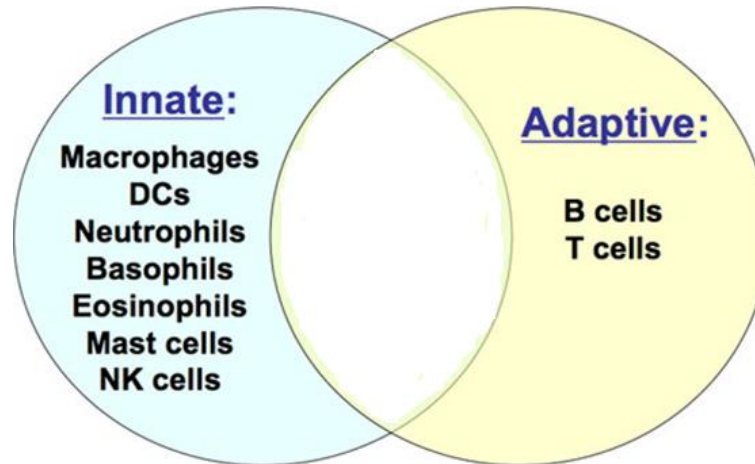 Innate:
Macrophages
DCs
Neutrophils
Basophils
Eosinophils
Mast cells
NK cells
Adaptive:
B cells
T cells